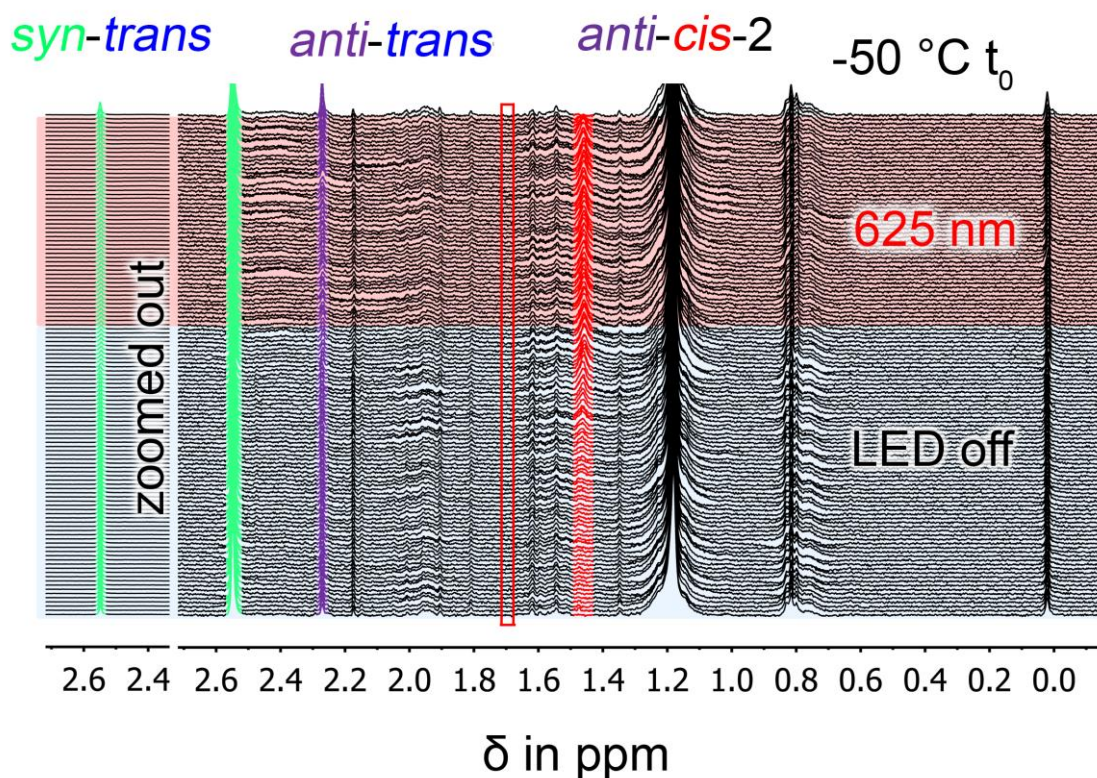 syn-trans anti-trans anti-cis-2 -50 °C t0
625 nm
zoomed out
LED off
2.6 2.4 2.6 2.4 2.2 2.0 1.8 1.6 1.4 1.2 1.0 0.8 0.6 0.4 0.2 0.0
δ in ppm